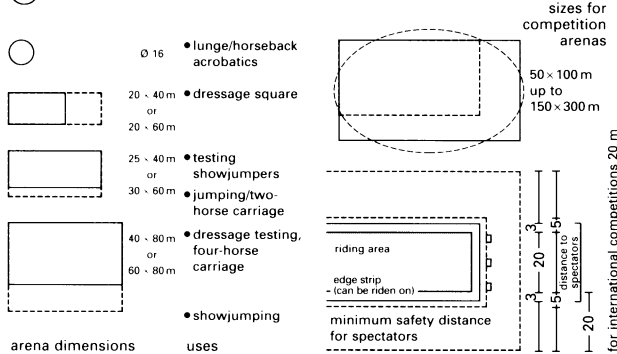 sizes for
competition
arenas
Ø 16
• lunge/horseback
acrobatics
50 × 100 m
up to
150 × 300 m
20 × 40 m
or
20 × 60 m
• dressage square
25 × 40 m
or
30 × 60 m
• testing
showjumpers
• jumping/two-
horse carriage
40 × 80 m
or
60 × 80 m
• dressage testing,
four-horse
carriage
• showjumping
arena dimensions
uses
riding area
edge strip
(can be riden on)
minimum safety distance
for spectators
3
20
3
5
5
distance to
spectators
20
for international competitions 20 m